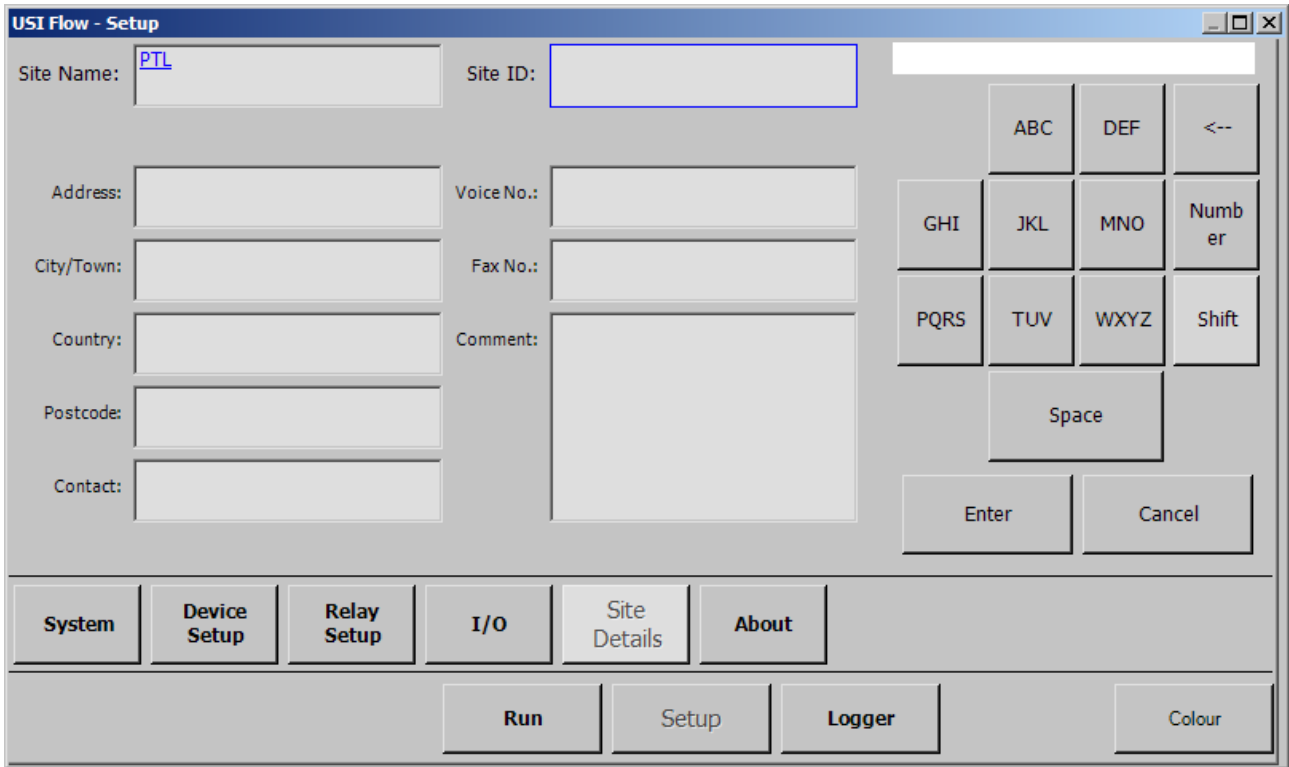 USI Flow - Setup
Site Name:
PTL
Site ID:
ABC
DEF
<--
Address:
Voice No.:
GHI
JKL
MNO
Numb
er
City/Town:
Fax No.:
PQRS
TUV
WXYZ
Shift
Country:
Comment:
Postcode:
Space
Contact:
Enter
Cancel
System
Device
Setup
Relay
Setup
I/O
Site
Details
About
Run
Setup
Logger
Colour